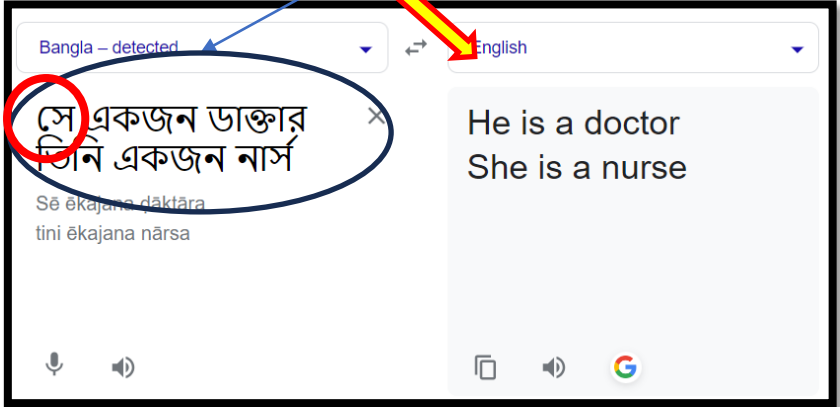 Bangla – detected
English
সে একজন ডাক্তার
তিনি একজন নার্স
Sē ēkajana ḍāktāra
tini ēkajana nārsa
He is a doctor
She is a nurse